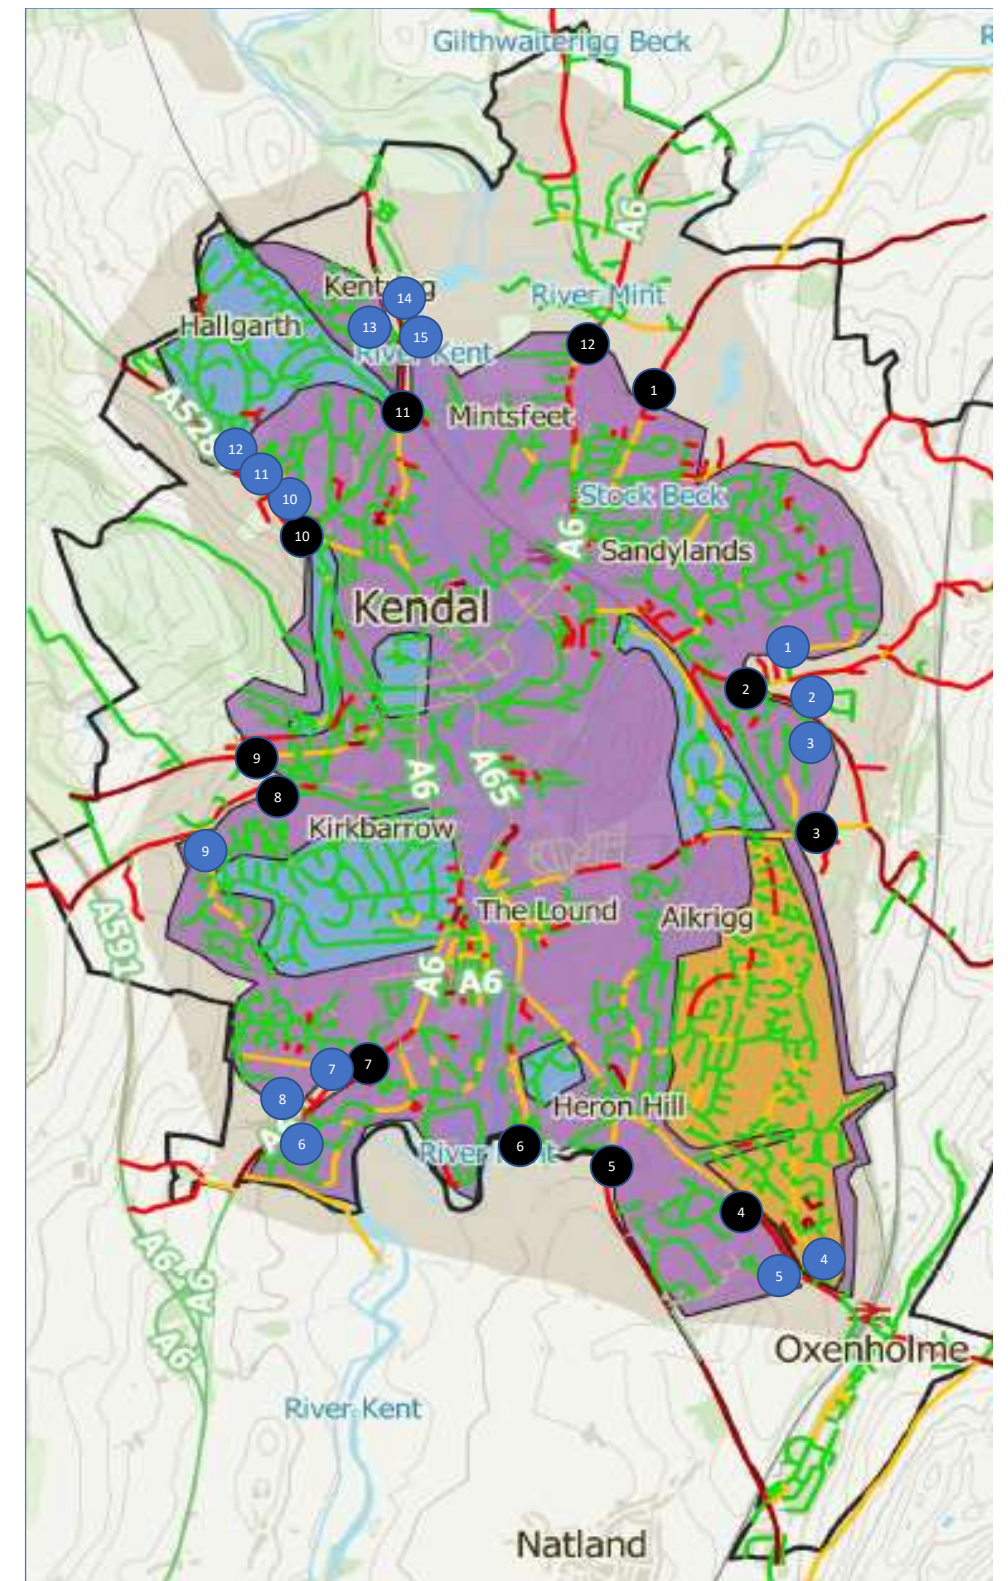 Gilthwaiterigg Beck
R
A6
River Mint
14
13
15
River Kent
Hallgarth
12
1
11
Mintsfeet
A528
12
11
10
10
Stock Beck
A6
Sandylands
Kendal
1
2
2
3
9
8
A6
A65
3
Kirkbarrow
9
The Lound
Aikrigg
A591
A6
A6
7
7
8
Heron Hill
6
6
River
5
4
4
5
A6
A6
Oxenholme
River Kent
Natland